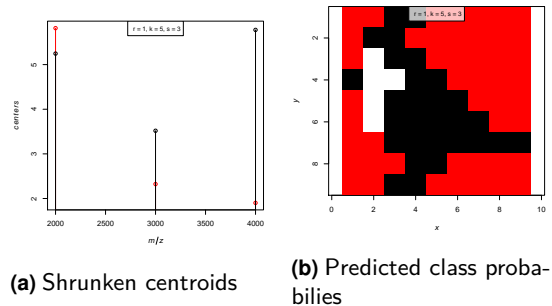 r = 1, k = 5, s = 3
centers
5
4
3
2
2000 2500 3000 3500 4000
m/z
(a) Shrunken centroids
r = 1, k = 5, s = 3
y
2
4
6
8
0 2 4 6 8 10
x
(b) Predicted class proba-
bilies